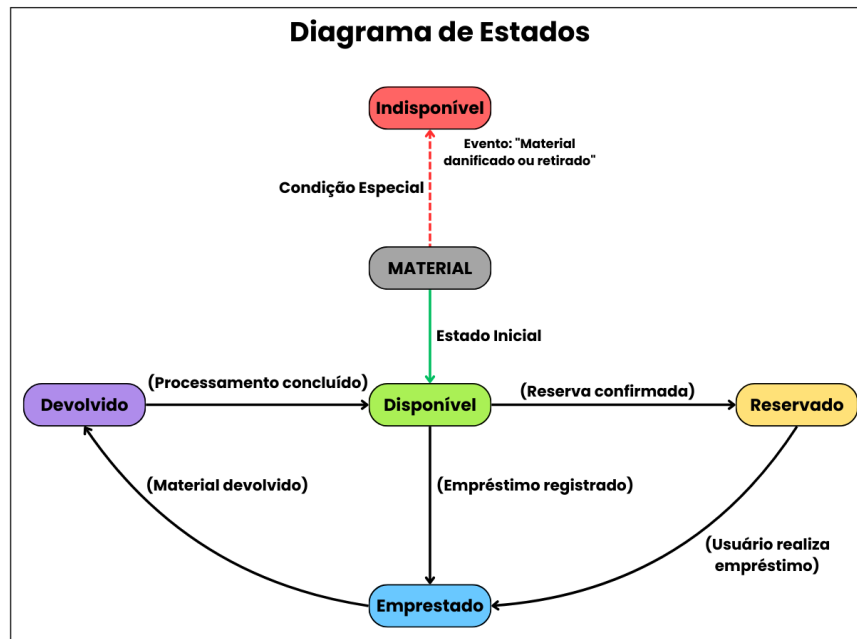 Diagrama de Estados
Indisponível
Evento: "Material
danificado ou retirado"
Condição Especial
MATERIAL
Estado Inicial
(Processamento concluído)
(Reserva confirmada)
Devolvido
Disponível
Reservado
(Material devolvido)
(Empréstimo registrado)
(Usuário realiza
empréstimo)
Emprestado